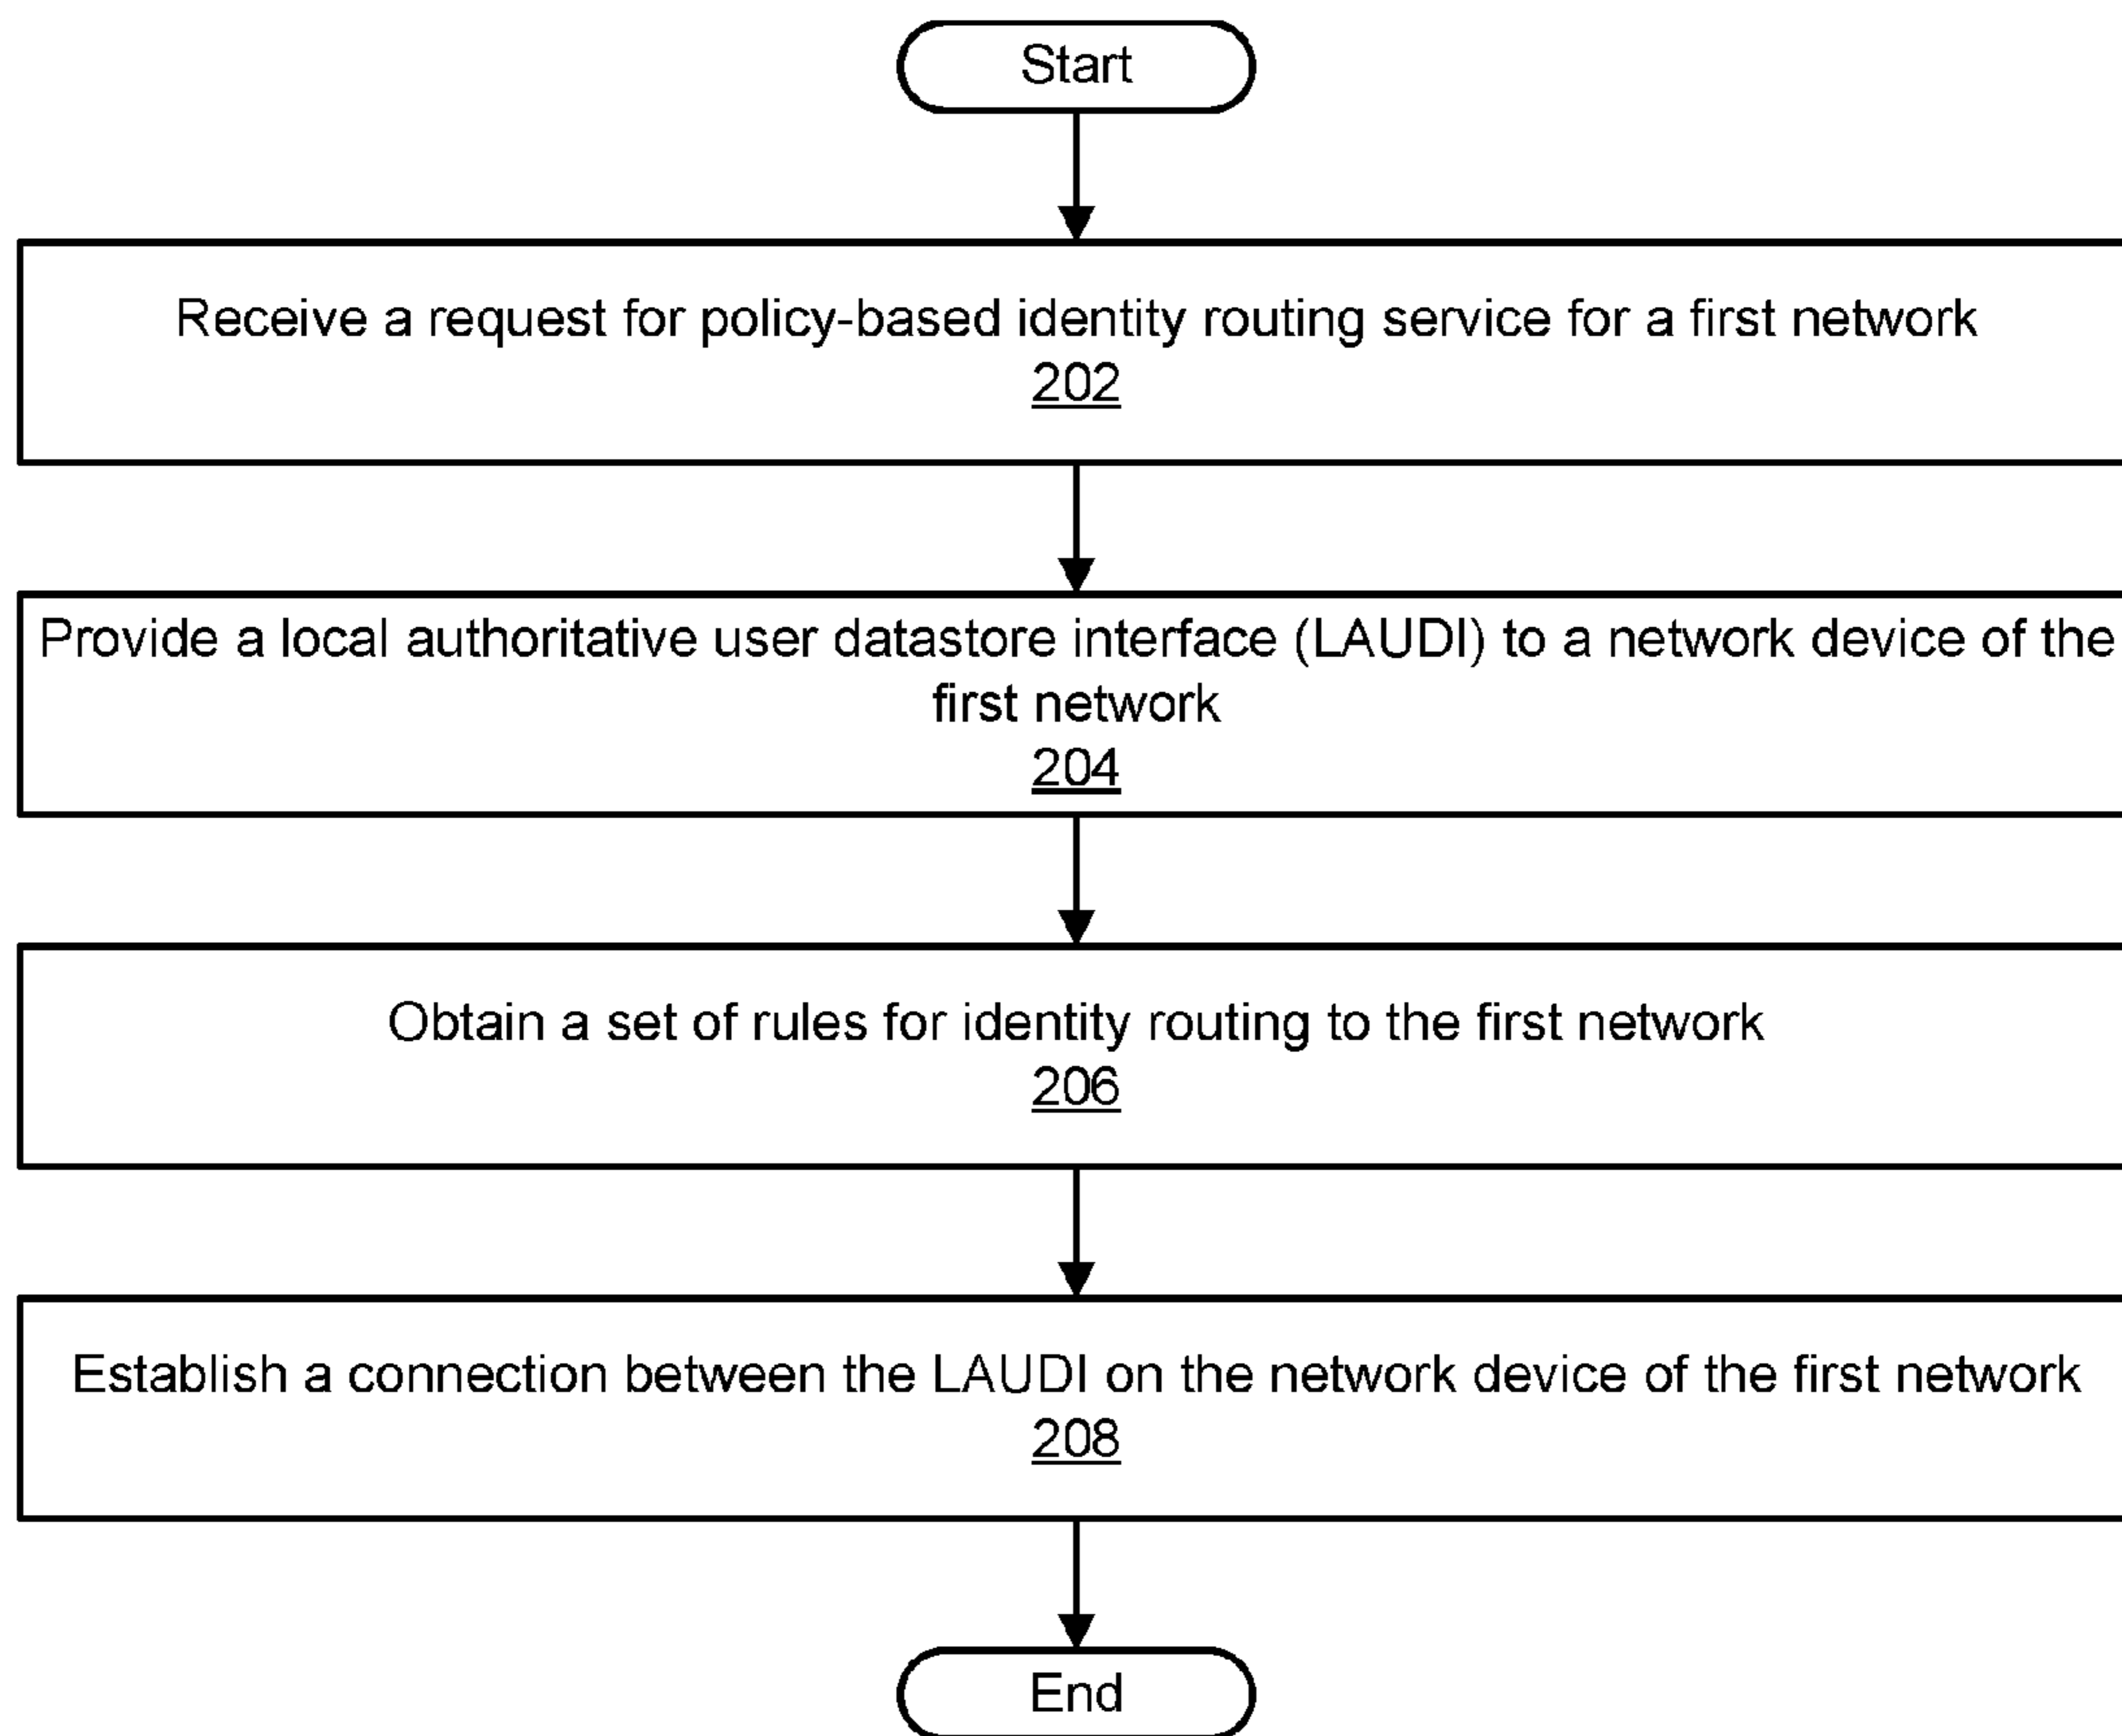 Start
Receive a request for policy-based identity routing service for a first network
202
Provide a local authoritative user datastore interface (LAUDI) to a network device of the
first network
204
Obtain a set of rules for identity routing to the first network
206
Establish a connection between the LAUDI on the network device of the first network
208
End